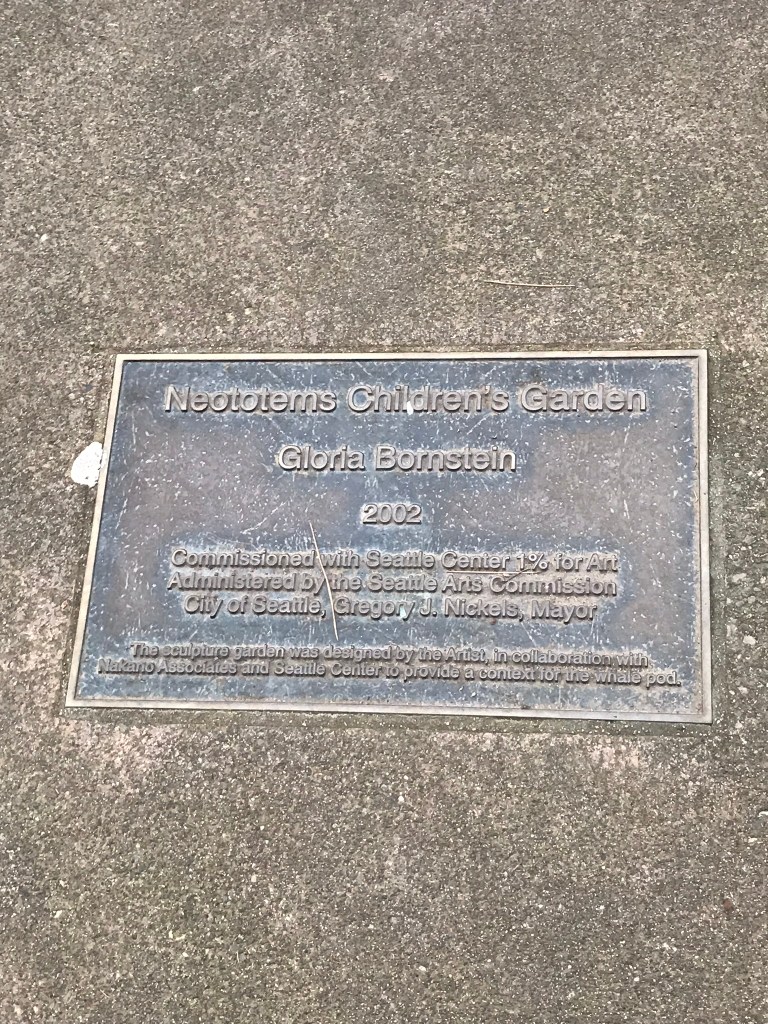 Neototems Children's Garden
Gloria Bornstein
2002
Commissioned with Seattle Center 1% for Art
Administered by the Seattle Arts Commission
City of Seattle, Gregory J. Nickels, Mayor
The sculpture garden was designed by the Artist, in collaboration with
Nakano Associates and Seattle Center to provide a context for the whale pod.